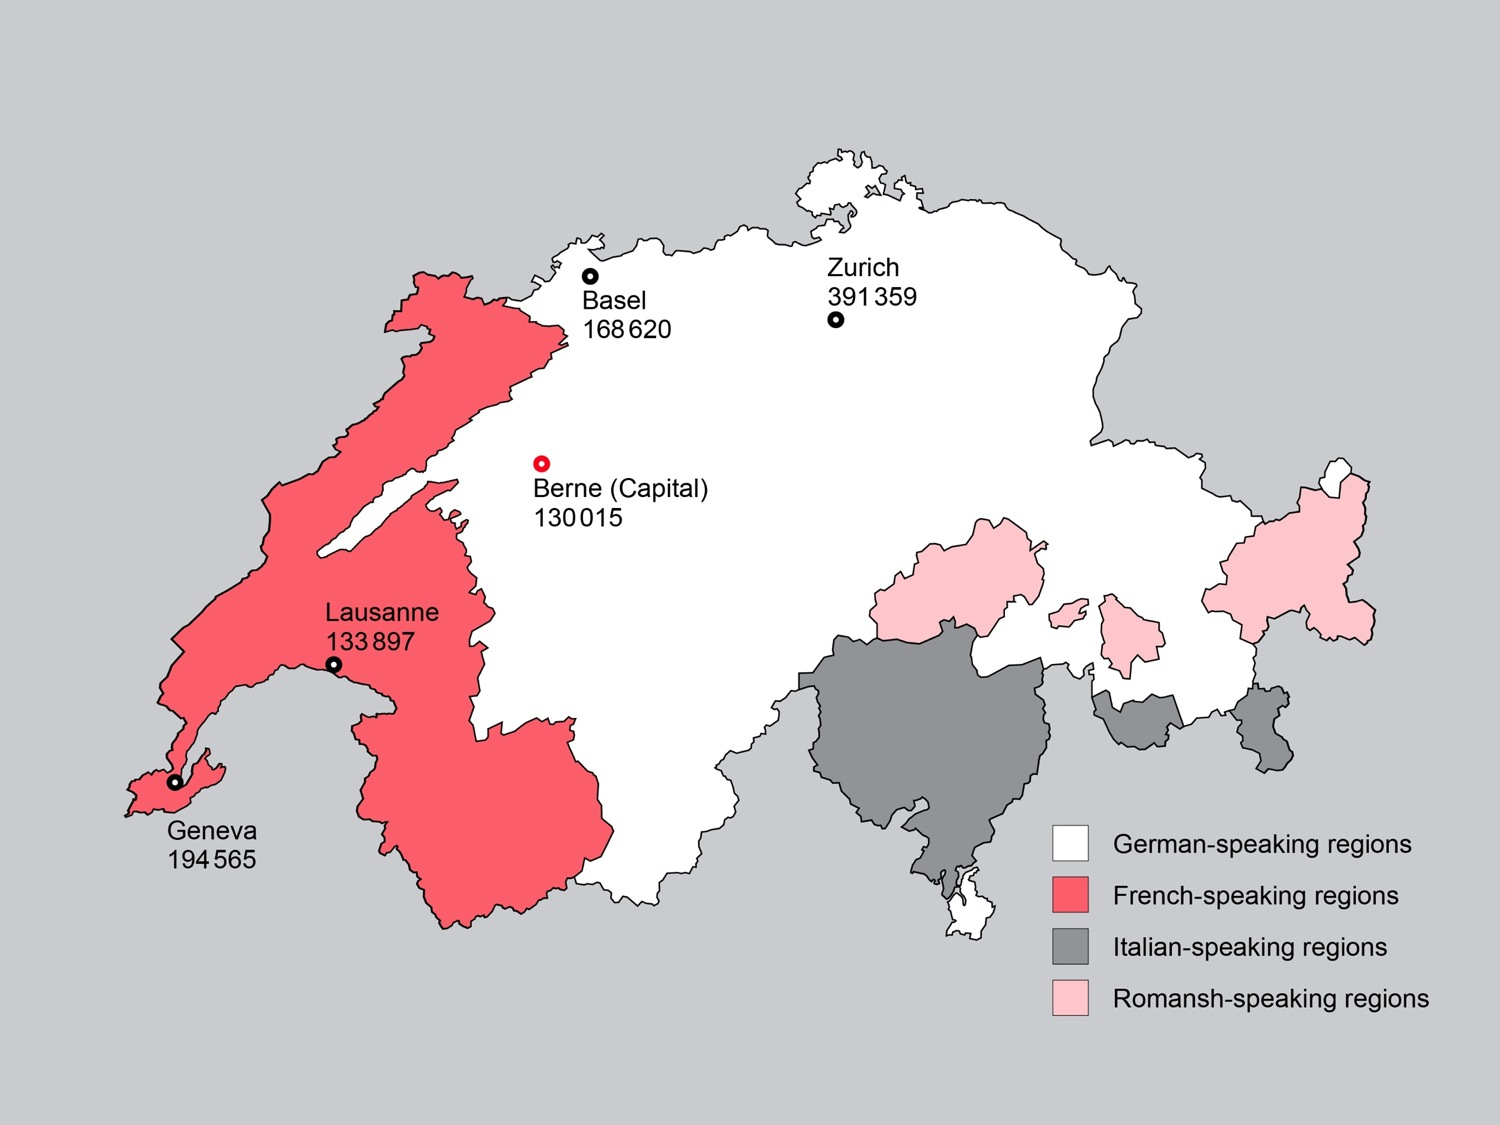 Zurich
391 359
Basel
168 620
Berne (Capital)
130 015
Lausanne
133 897
Geneva
194 565
German-speaking regions
French-speaking regions
Italian-speaking regions
Romansh-speaking regions